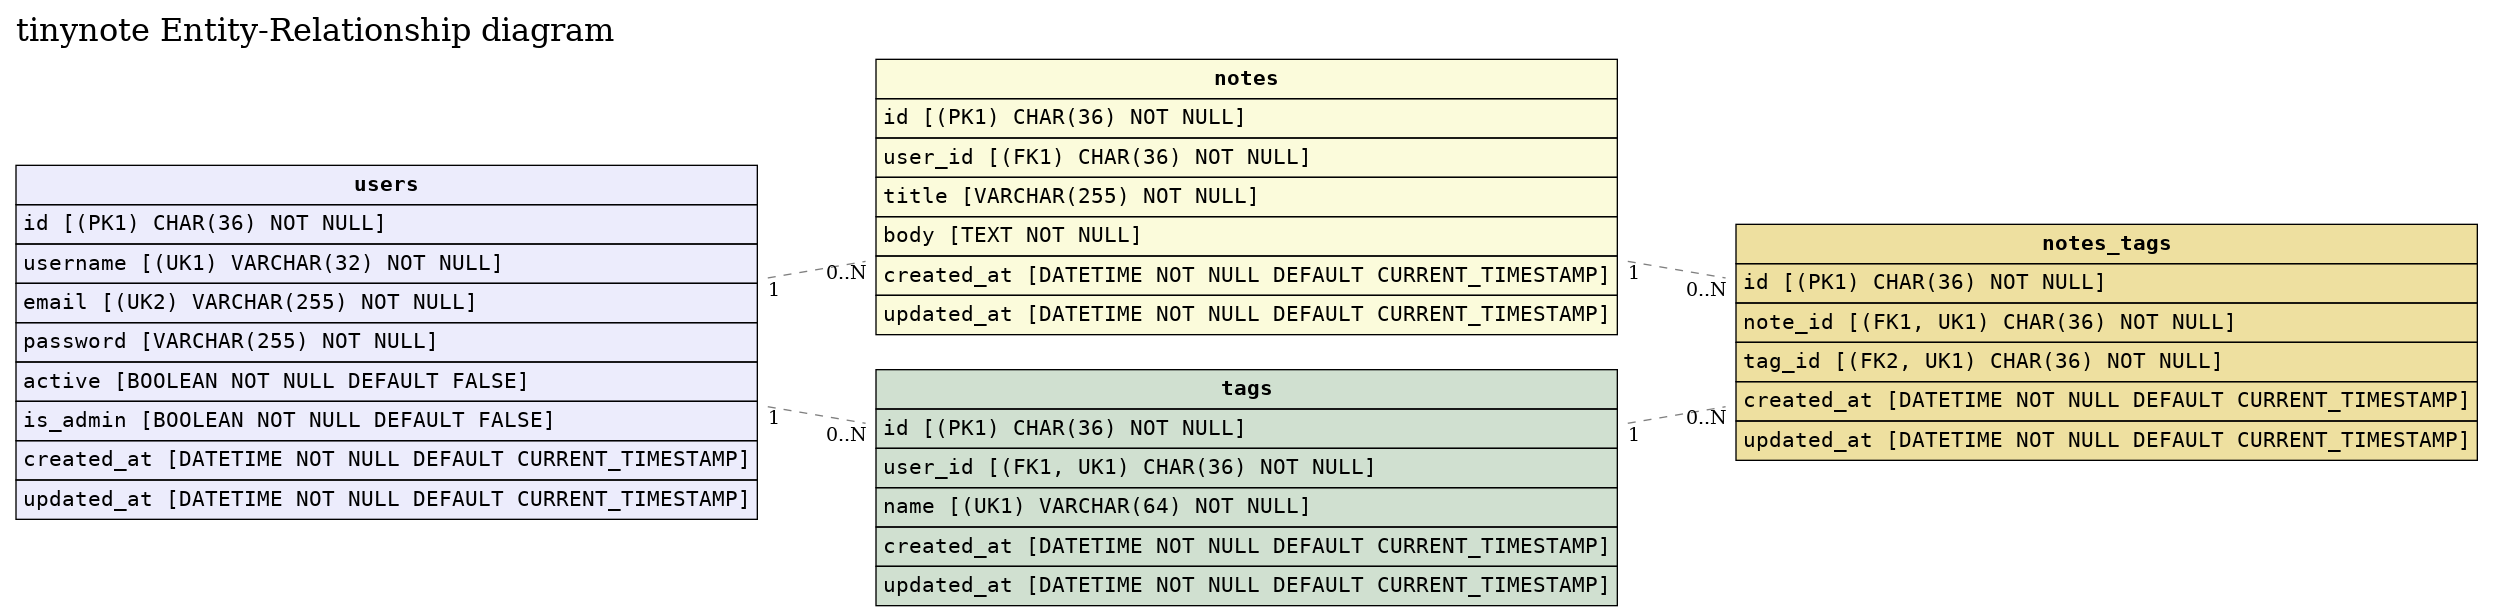 tinynote Entity-Relationship diagram
users
id [(PK1) CHAR(36) NOT NULL]
username [(UK1) VARCHAR(32) NOT NULL]
email [(UK2) VARCHAR(255) NOT NULL]
password [VARCHAR(255) NOT NULL]
active [BOOLEAN NOT NULL DEFAULT FALSE]
is_admin [BOOLEAN NOT NULL DEFAULT FALSE]
created_at [DATETIME NOT NULL DEFAULT CURRENT_TIMESTAMP]
updated_at [DATETIME NOT NULL DEFAULT CURRENT_TIMESTAMP]
1
0..N
1
0..N
notes
id [(PK1) CHAR(36) NOT NULL]
user_id [(FK1) CHAR(36) NOT NULL]
title [VARCHAR(255) NOT NULL]
body [TEXT NOT NULL]
created_at [DATETIME NOT NULL DEFAULT CURRENT_TIMESTAMP]
updated_at [DATETIME NOT NULL DEFAULT CURRENT_TIMESTAMP]
tags
id [(PK1) CHAR(36) NOT NULL]
user_id [(FK1, UK1) CHAR(36) NOT NULL]
name [(UK1) VARCHAR(64) NOT NULL]
created_at [DATETIME NOT NULL DEFAULT CURRENT_TIMESTAMP]
updated_at [DATETIME NOT NULL DEFAULT CURRENT_TIMESTAMP]
1
0..N
1
0..N
notes_tags
id [(PK1) CHAR(36) NOT NULL]
note_id [(FK1, UK1) CHAR(36) NOT NULL]
tag_id [(FK2, UK1) CHAR(36) NOT NULL]
created_at [DATETIME NOT NULL DEFAULT CURRENT_TIMESTAMP]
updated_at [DATETIME NOT NULL DEFAULT CURRENT_TIMESTAMP]